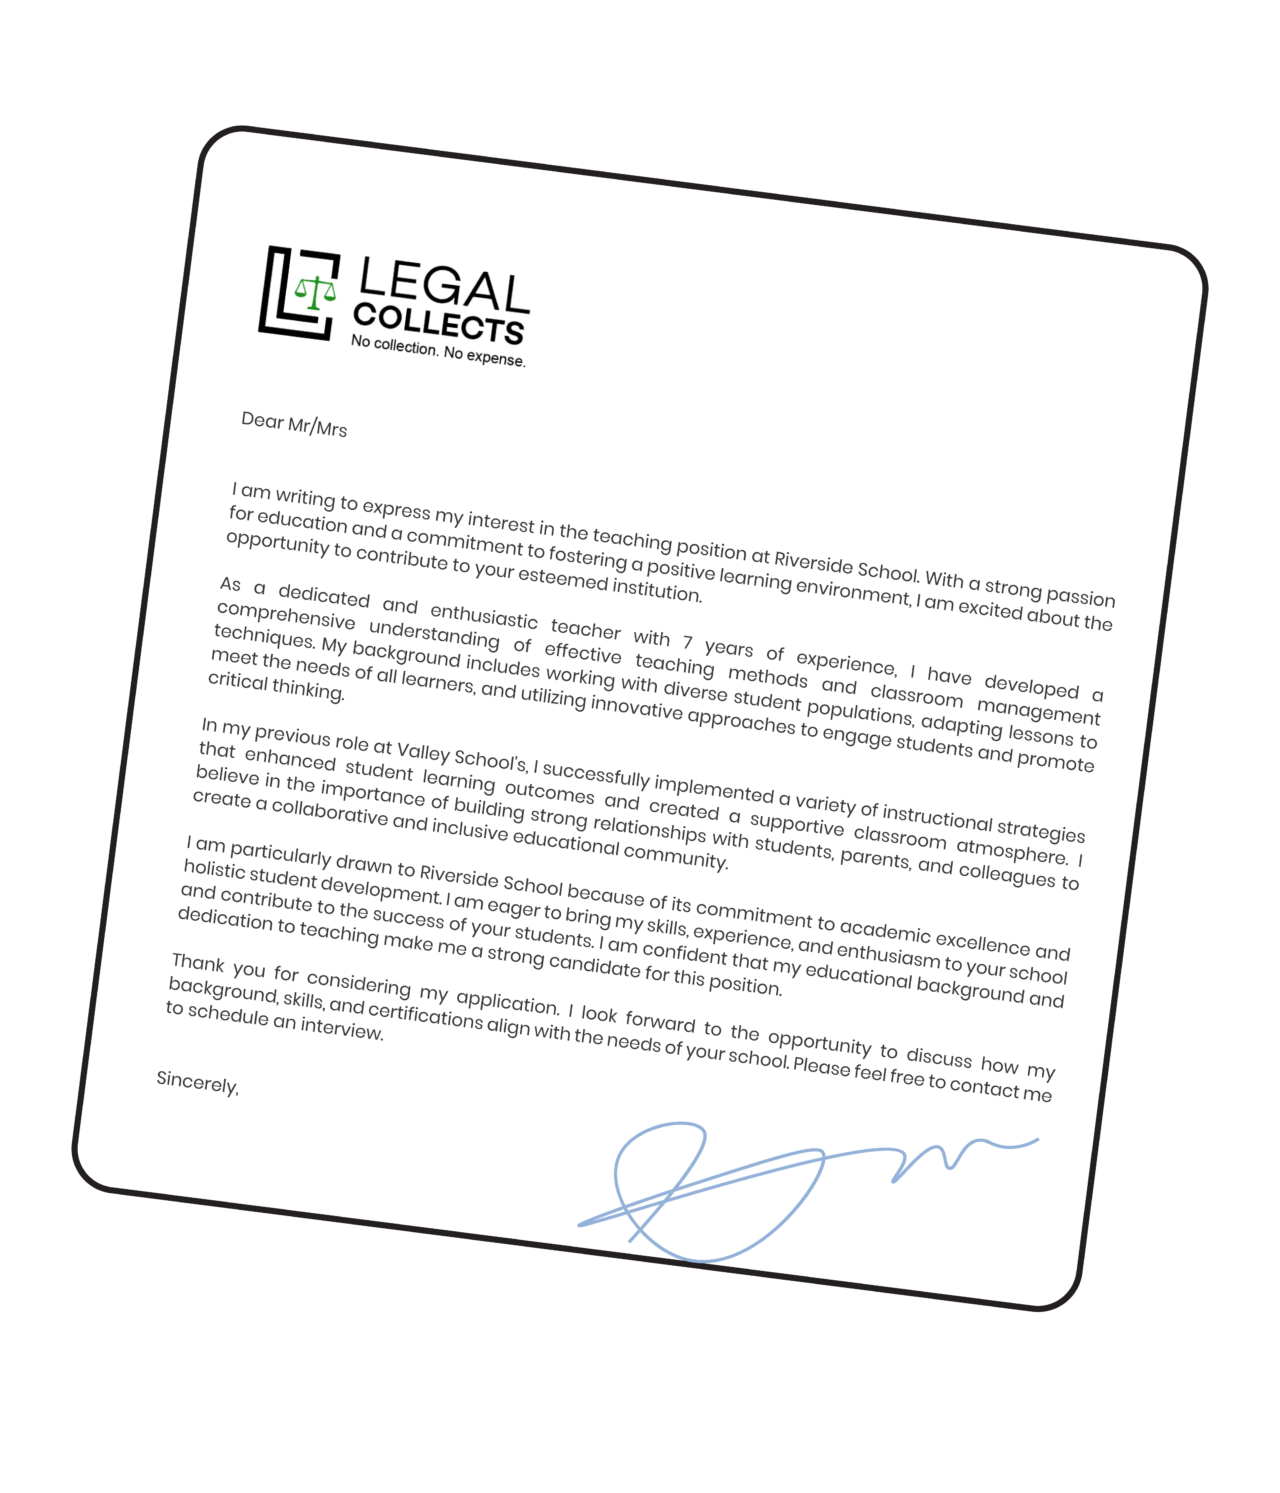 LEGAL
COLLECTS
No collection. No expense.
Dear Mr/Mrs
I am writing to express my interest in the teaching position at Riverside School. With a strong passion
for education and a commitment to fostering a positive learning environment, I am excited about the
opportunity to contribute to your esteemed institution.
As a dedicated and enthusiastic teacher with 7 years of experience, I have developed a
comprehensive understanding of effective teaching methods and classroom management
techniques. My background includes working with diverse student populations, adapting lessons to
meet the needs of all learners, and utilizing innovative approaches to engage students and promote
critical thinking.
In my previous role at Valley School's, I successfully implemented a variety of instructional strategies
that enhanced student learning outcomes and created a supportive classroom atmosphere. I
believe in the importance of building strong relationships with students, parents, and colleagues to
create a collaborative and inclusive educational community.
I am particularly drawn to Riverside School because of its commitment to academic excellence and
holistic student development. I am eager to bring my skills, experience, and enthusiasm to your school
and contribute to the success of your students. I am confident that my educational background and
dedication to teaching make me a strong candidate for this position.
Thank you for considering my application. I look forward to the opportunity to discuss how my
background, skills, and certifications align with the needs of your school. Please feel free to contact me
to schedule an interview.
Sincerely,